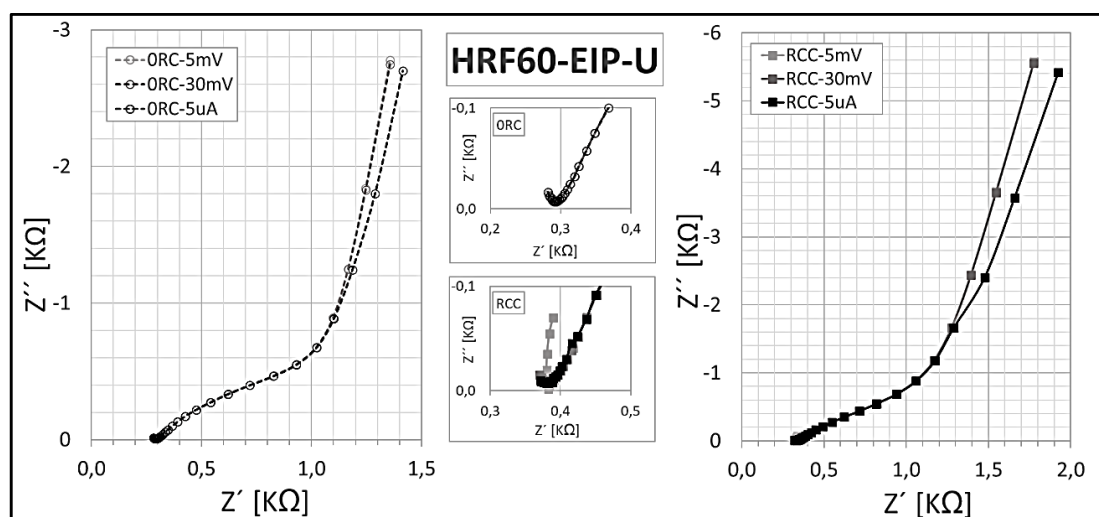 -3
-2
-1
0
0,0
0,5
1,0
1,5
Z´´ [KΩ]
Z´ [KΩ]
0RC-5mV
0RC-30mV
0RC-5uA
HRF60-EIP-U
-0,1
0,0
0RC
Z´´ [KΩ]
0,2
0,3
0,4
Z´ [KΩ]
-0,1
0,0
RCC
Z´´ [KΩ]
0,3
0,4
0,5
Z´ [KΩ]
-6
-5
-4
-3
-2
-1
0
0,0
0,5
1,0
1,5
2,0
Z´´ [KΩ]
Z´ [KΩ]
RCC-5mV
RCC-30mV
RCC-5uA